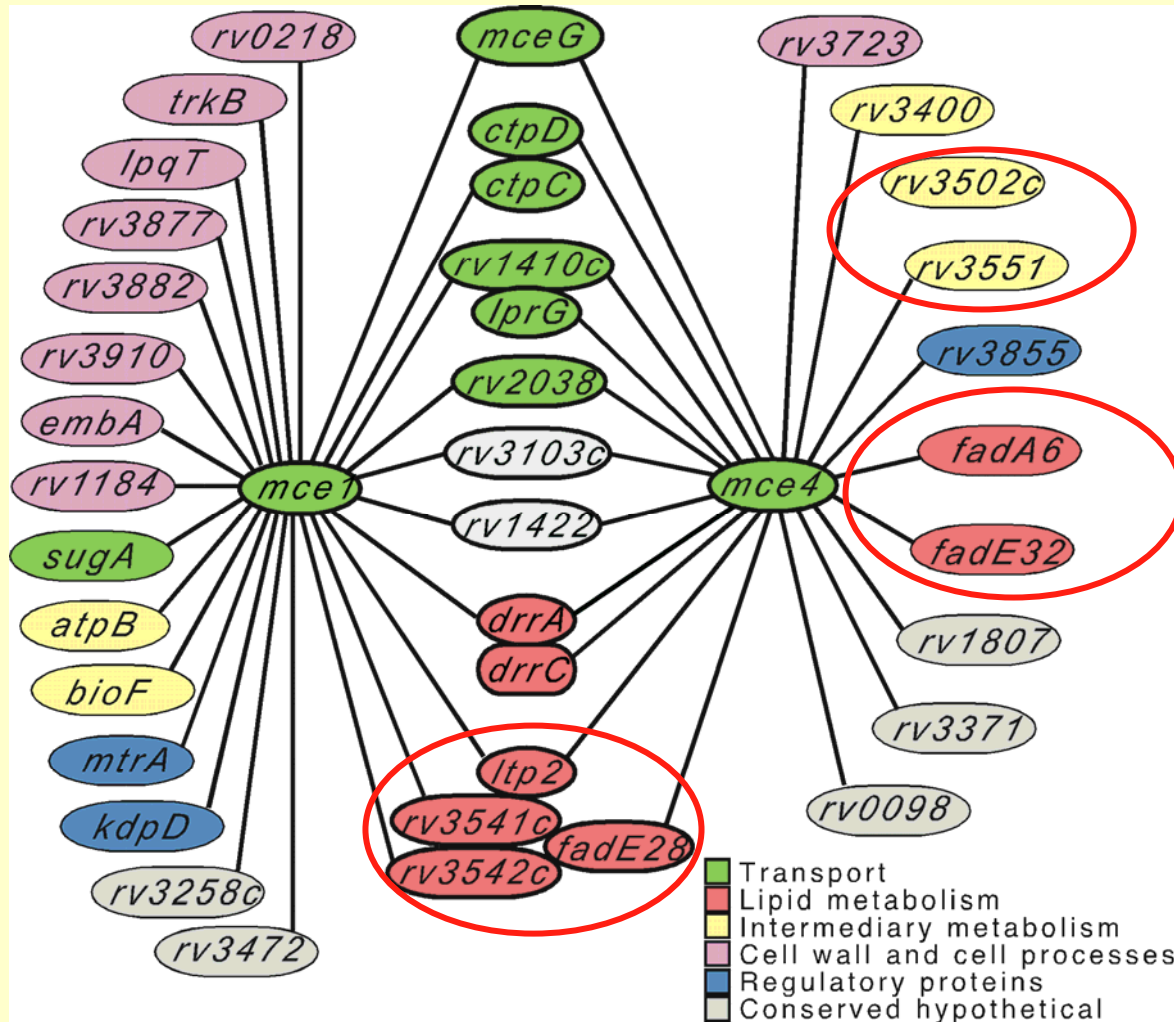 rv0218
trkB
lpqT
rv3877
rv3882
rv3910
embA
rv1184
sugA
atpB
bioF
mtrA
kdpD
rv3258c
rv3472
mce1
mceG
ctpD
ctpC
rv1410c
lprG
rv2038
rv3103c
rv1422
drrA
drrC
ltp2
rv3541c
rv3542c
fadE28
mce4
rv3723
rv3400
rv3502c
rv3551
rv3855
fadA6
fadE32
rv1807
rv3371
rv0098
Transport
Lipid metabolism
Intermediary metabolism
Cell wall and cell processes
Regulatory proteins
Conserved hypothetical